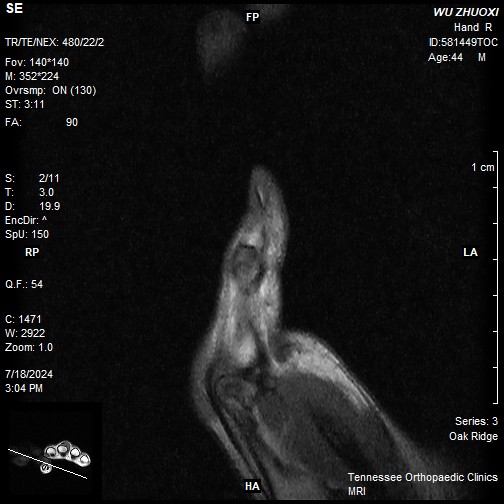 SE
FP
WU ZHUOXI
Hand R
ID:581449TOC
Age:44 M
TR/TE/NEX: 480/22/2
Fov: 140*140
M: 352*224
Ovrsmp: ON (130)
ST: 3:11
FA: 90
1 cm
S: 2/11
T: 3.0
D: 19.9
EncDir: ^
SpU: 150
RP
LA
Q.F.: 54
C: 1471
W: 2922
Zoom: 1.0
7/18/2024
3:04 PM
Series: 3
Oak Ridge
HA
Tennessee Orthopaedic Clinics
MRI